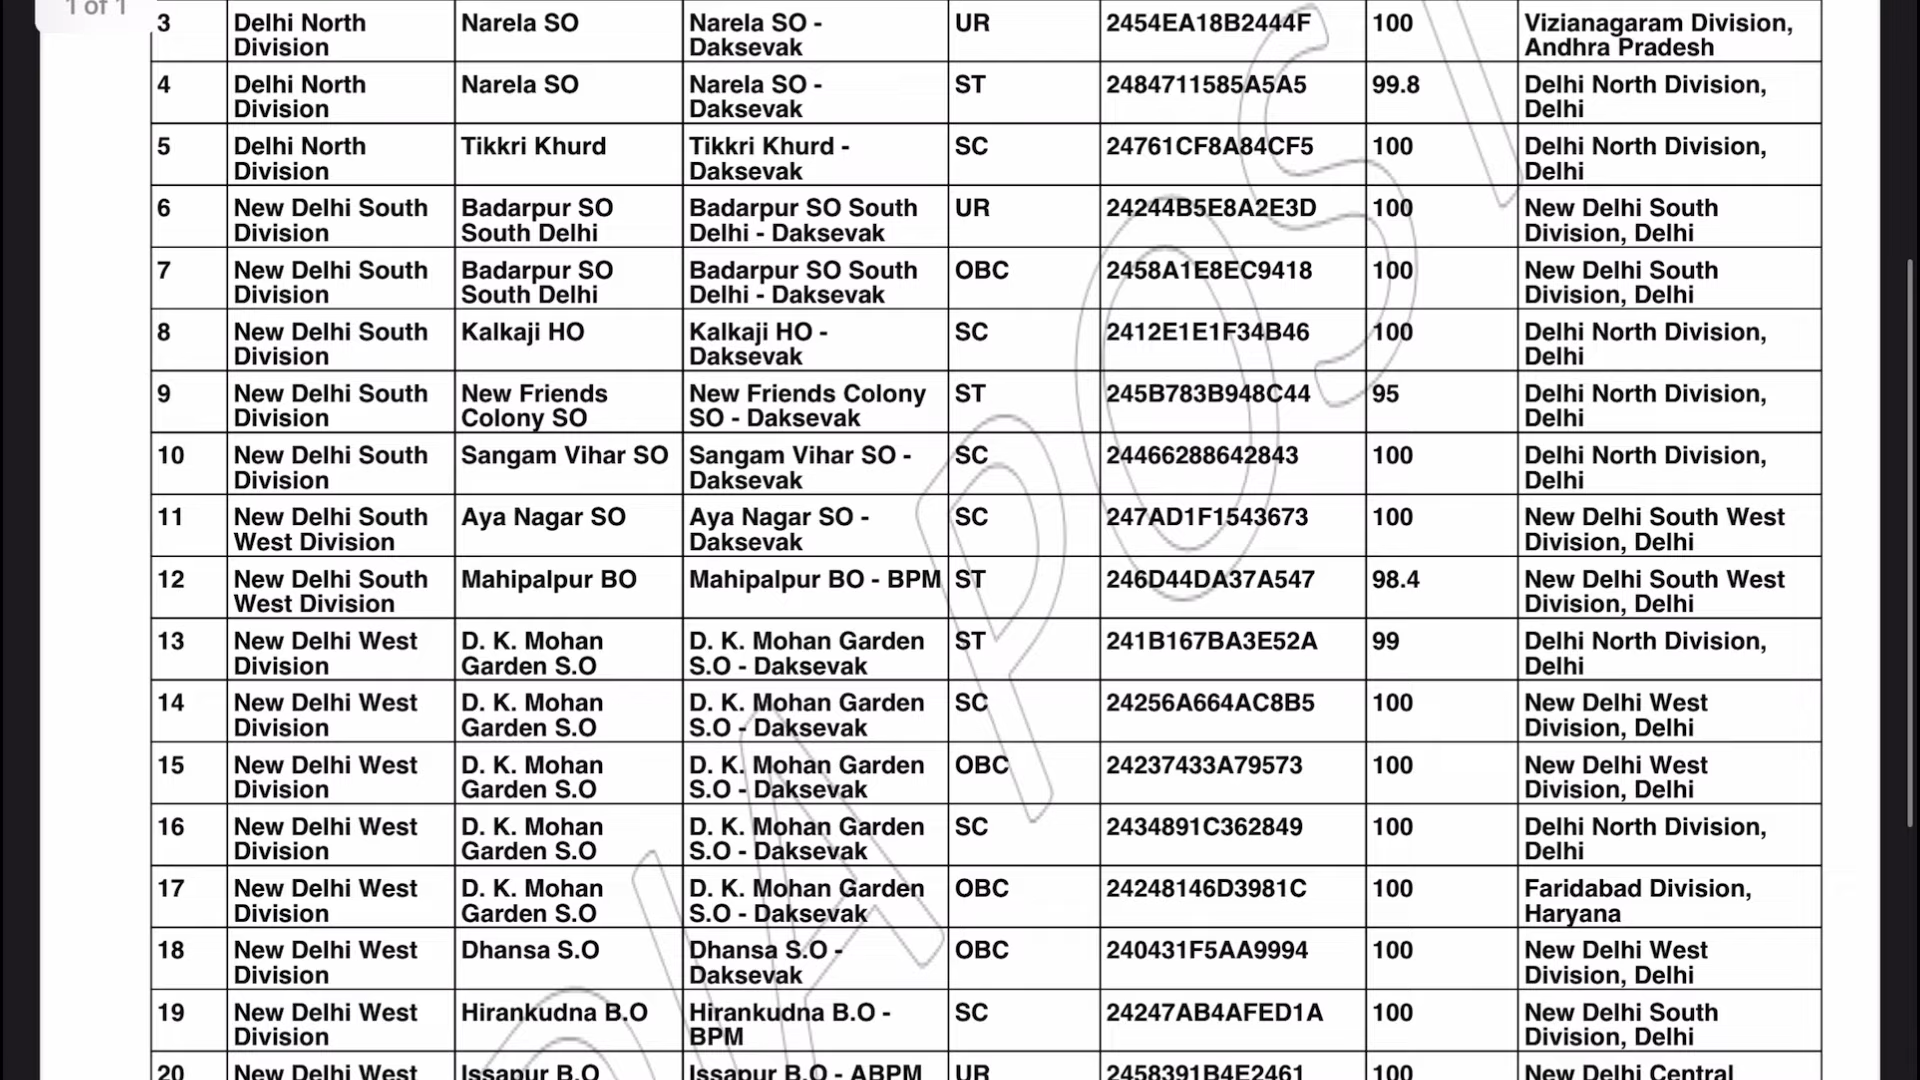 1 of 1
3 Delhi North Division Narela SO Narela SO - Daksevak UR 2454EA18B2444F 100 Vizianagaram Division, Andhra Pradesh
4 Delhi North Division Narela SO Narela SO - Daksevak ST 2484711585A5A5 99.8 Delhi North Division, Delhi
5 Delhi North Division Tikkri Khurd Tikkri Khurd - Daksevak SC 24761CF8A84CF5 100 Delhi North Division, Delhi
6 New Delhi South Division Badarpur SO South Delhi Badarpur SO South Delhi - Daksevak UR 24244B5E8A2E3D 100 New Delhi South Division, Delhi
7 New Delhi South Division Badarpur SO South Delhi Badarpur SO South Delhi - Daksevak OBC 2458A1E8EC9418 100 New Delhi South Division, Delhi
8 New Delhi South Division Kalkaji HO Kalkaji HO - Daksevak SC 2412E1E1F34B46 100 Delhi North Division, Delhi
9 New Delhi South Division New Friends Colony SO New Friends Colony SO - Daksevak ST 245B783B948C44 95 Delhi North Division, Delhi
10 New Delhi South Division Sangam Vihar SO Sangam Vihar SO - Daksevak SC 24466288642843 100 Delhi North Division, Delhi
11 New Delhi South West Division Aya Nagar SO Aya Nagar SO - Daksevak SC 247AD1F1543673 100 New Delhi South West Division, Delhi
12 New Delhi South West Division Mahipalpur BO Mahipalpur BO - BPM ST 246D44DA37A547 98.4 New Delhi South West Division, Delhi
13 New Delhi West Division D. K. Mohan Garden S.O D. K. Mohan Garden S.O - Daksevak ST 241B167BA3E52A 99 Delhi North Division, Delhi
14 New Delhi West Division D. K. Mohan Garden S.O D. K. Mohan Garden S.O - Daksevak SC 24256A664AC8B5 100 New Delhi West Division, Delhi
15 New Delhi West Division D. K. Mohan Garden S.O D. K. Mohan Garden S.O - Daksevak OBC 24237433A79573 100 New Delhi West Division, Delhi
16 New Delhi West Division D. K. Mohan Garden S.O D. K. Mohan Garden S.O - Daksevak SC 2434891C362849 100 Delhi North Division, Delhi
17 New Delhi West Division D. K. Mohan Garden S.O D. K. Mohan Garden S.O - Daksevak OBC 24248146D3981C 100 Faridabad Division, Haryana
18 New Delhi West Division Dhansa S.O Dhansa S.O - Daksevak OBC 240431F5AA9994 100 New Delhi West Division, Delhi
19 New Delhi West Division Hirankudna B.O Hirankudna B.O - BPM SC 24247AB4AFED1A 100 New Delhi South Division, Delhi
20 New Delhi West Issapur B.O Issapur B.O - ABPM UR 2458391B4E2461 100 New Delhi Central